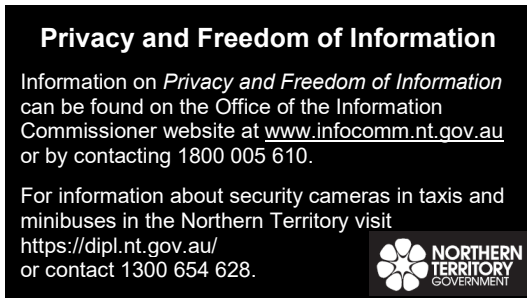 Privacy and Freedom of Information
Information on Privacy and Freedom of Information
can be found on the Office of the Information
Commissioner website at www.infocomm.nt.gov.au
or by contacting 1800 005 610.
For information about security cameras in taxis and
minibuses in the Northern Territory visit
https://dipl.nt.gov.au/
or contact 1300 654 628.
NORTHERN
TERRITORY
GOVERNMENT